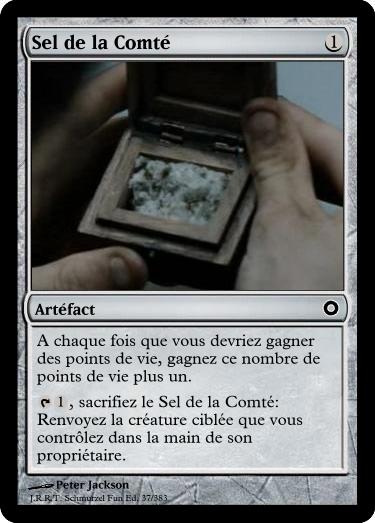 Sel de la Comté 1
Artéfact
A chaque fois que vous devriez gagner
des points de vie, gagnez ce nombre de
points de vie plus un.
1 , sacrifiez le Sel de la Comté:
Renvoyez la créature ciblée que vous
contrôlez dans la main de son
propriétaire.
Peter Jackson
J.R.R.T. Schmurzel Fun Ed. 37/383